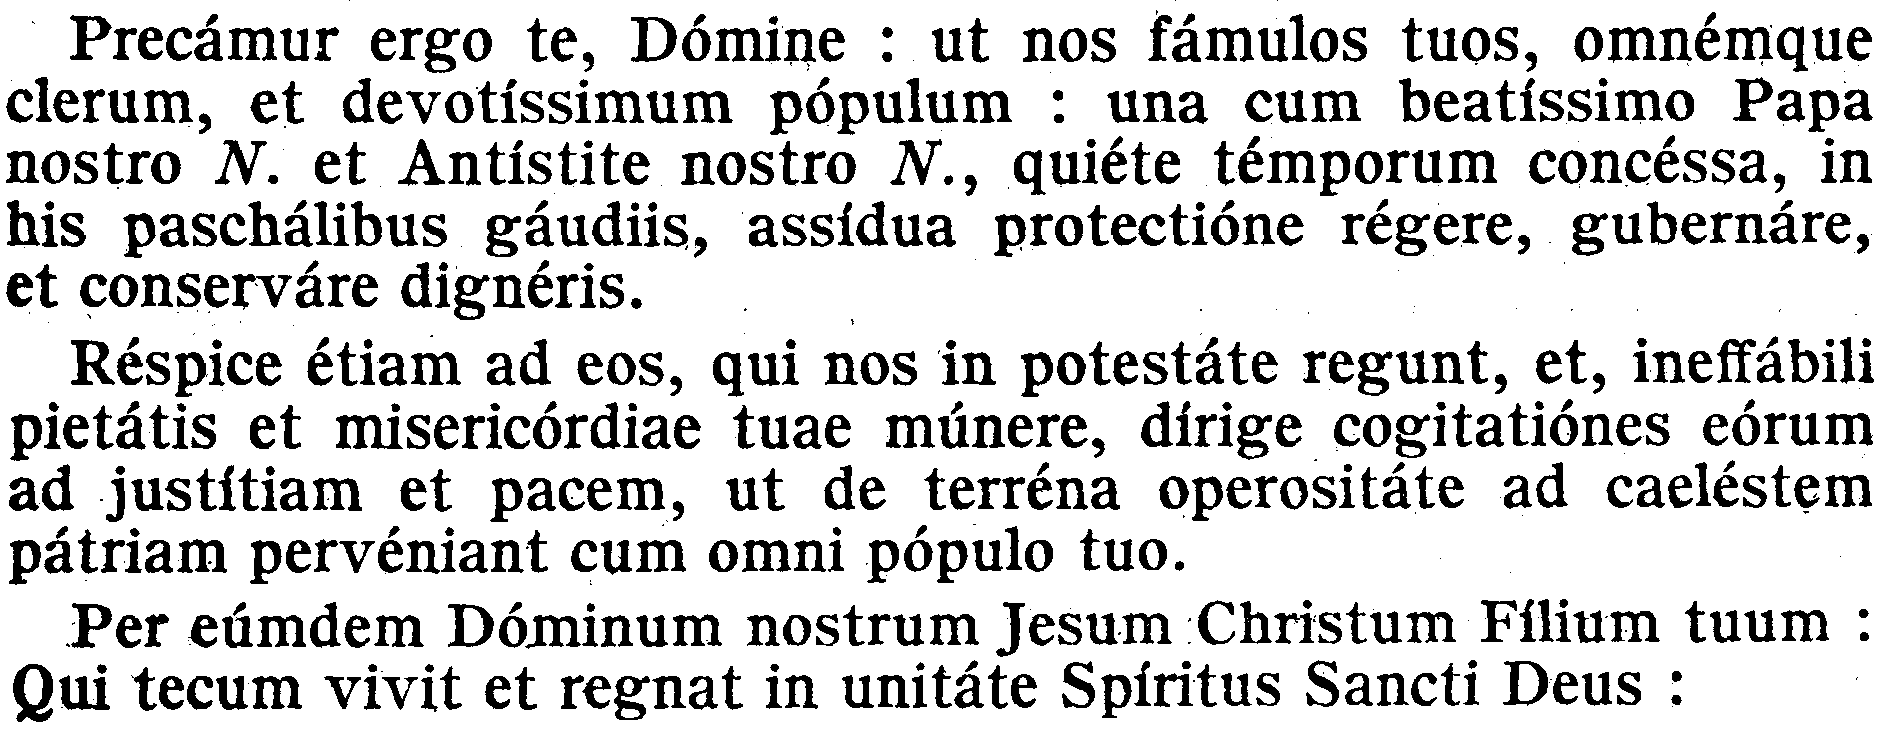 Precámur ergo te, Dómine : ut nos fámulos tuos, omnémque
clerum, et devotíssimum pópulum : una cum beatíssimo Papa
nostro N. et Antístite nostro N., quiéte témporum concéssa, in
his paschálibus gáudiis, assídua protectióne régere, gubernáre,
et conserváre dignéris.
Réspice étiam ad eos, qui nos in potestáte regunt, et, ineffábili
pietátis et misericórdiae tuae múnere, dírige cogitatiónes eórum
ad justítiam et pacem, ut de terréna operositáte ad caeléstem
pátriam pervéniant cum omni pópulo tuo.
Per eúmdem Dóminum nostrum Jesum Christum Fílium tuum :
Qui tecum vivit et regnat in unitáte Spíritus Sancti Deus :